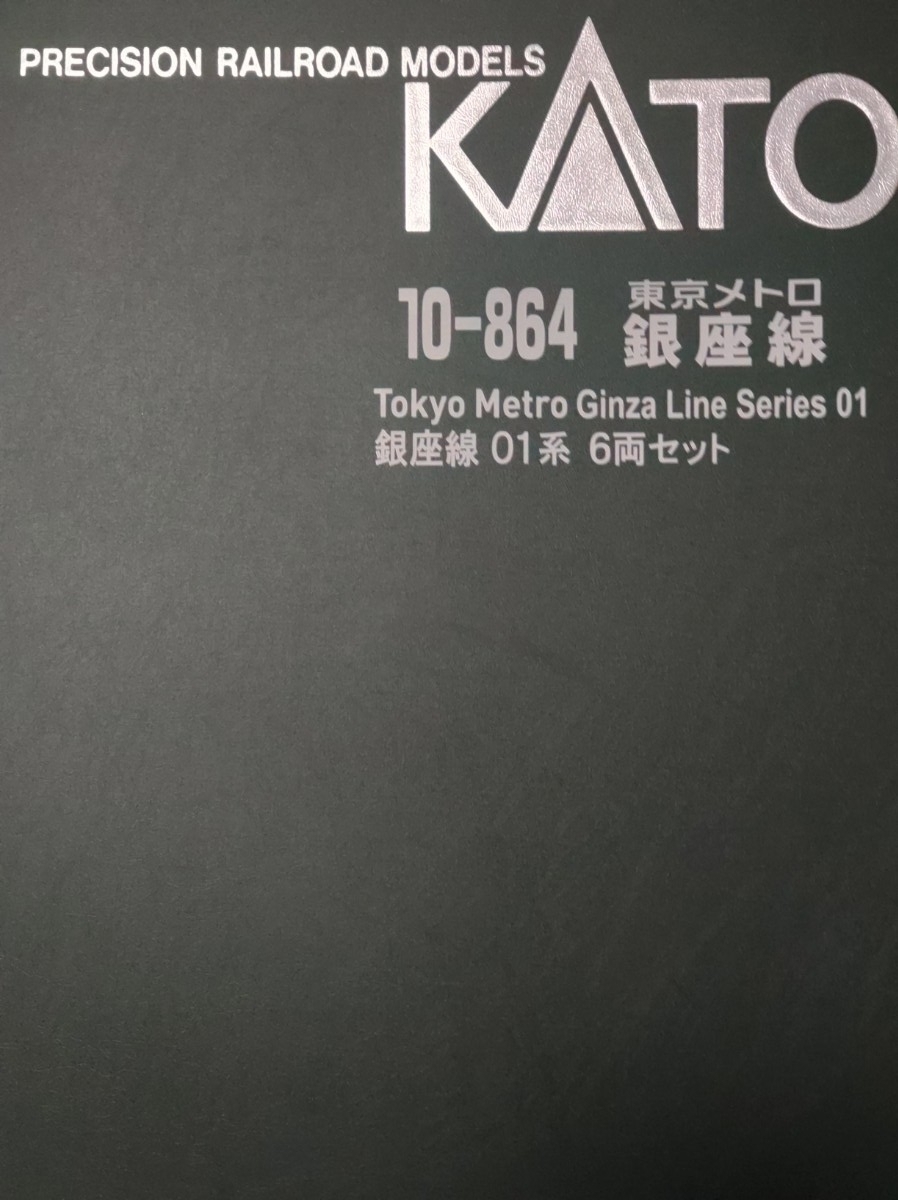 PRECISION RAILROAD MODELS
KATO
10-864
東京メトロ
銀座線
Tokyo Metro Ginza Line Series 01
銀座線 01系 6両セット